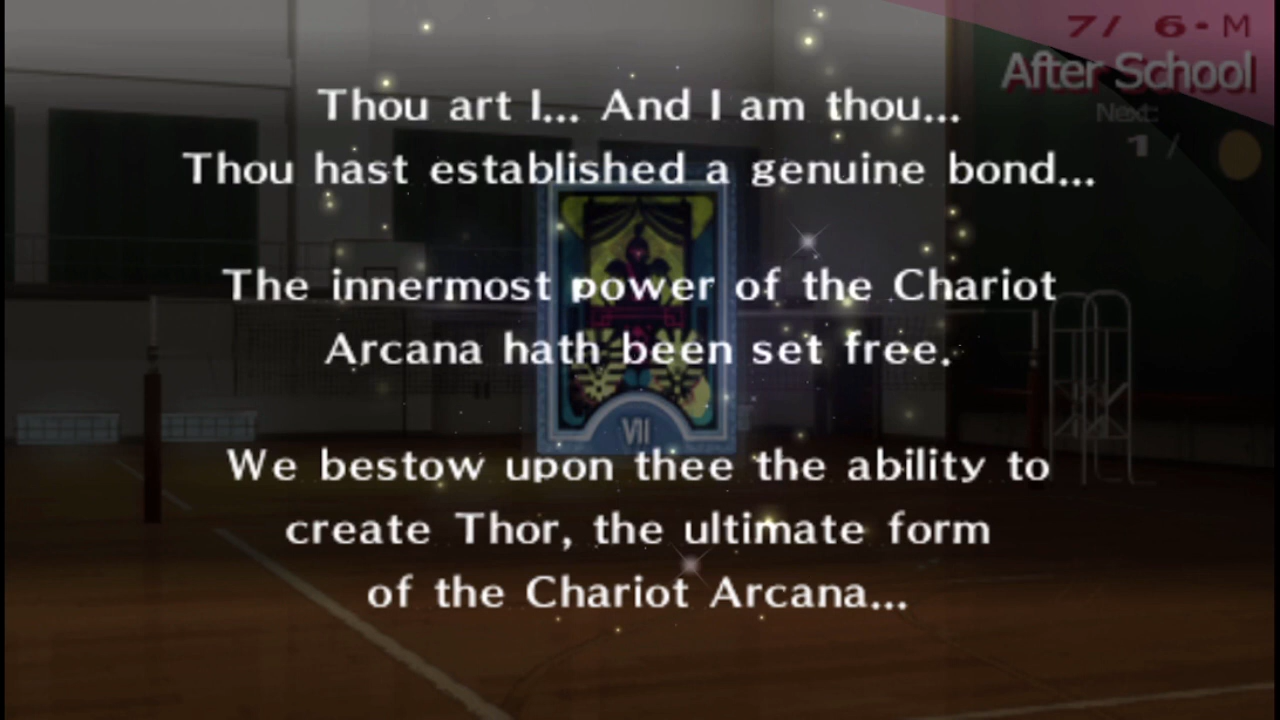 7/ 6・M
After School
Next:
1/
Thou art I... And I am thou...
Thou hast established a genuine bond...
The innermost power of the Chariot
Arcana hath been set free.
We bestow upon thee the ability to
create Thor, the ultimate form
of the Chariot Arcana...
VII